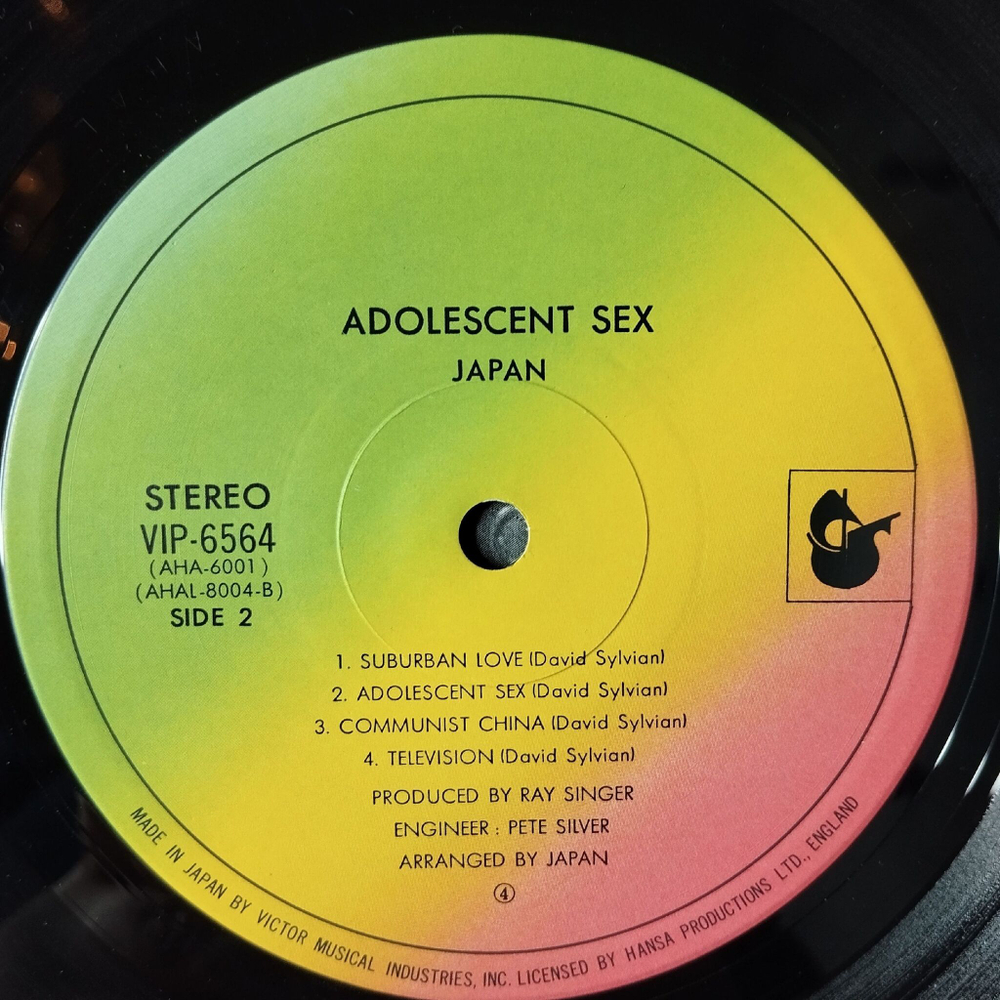 ADOLESCENT SEX
JAPAN
STEREO
VIP-6564
(AHA-6001)
(AHAL-8004-B)
SIDE 2
1. SUBURBAN LOVE (David Sylvian)
2. ADOLESCENT SEX (David Sylvian)
3. COMMUNIST CHINA (David Sylvian)
4. TELEVISION (David Sylvian)
PRODUCED BY RAY SINGER
ENGINEER : PETE SILVER
ARRANGED BY JAPAN
④
MADE IN JAPAN BY VICTOR MUSICAL INDUSTRIES, INC. LICENSED BY HANSA PRODUCTIONS LTD., ENGLAND